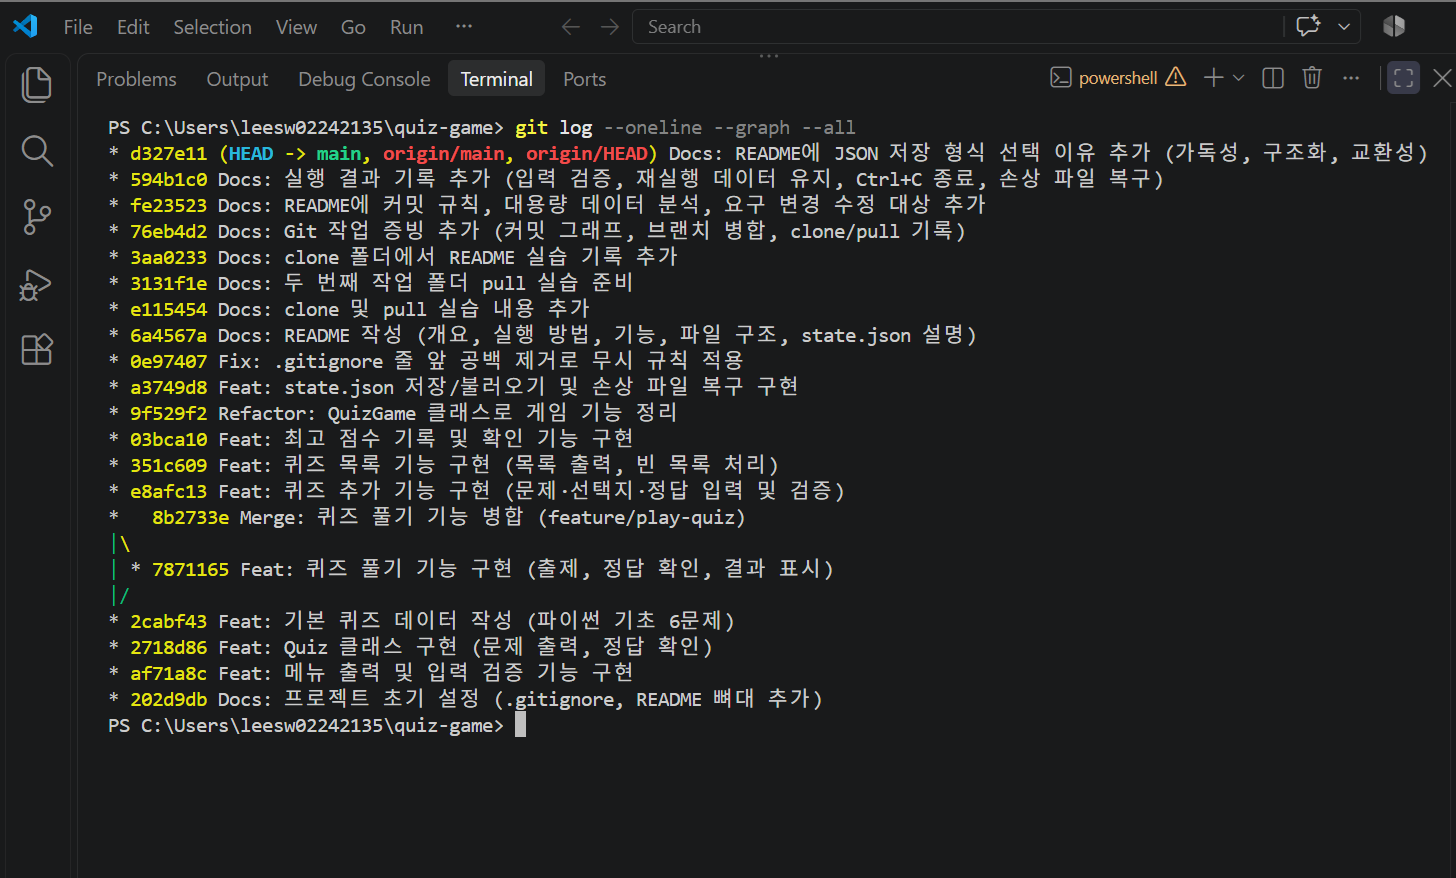 File Edit Selection View Go Run ··· Search
Problems Output Debug Console Terminal Ports powershell
PS C:\Users\leesw02242135\quiz-game> git log --oneline --graph --all
* d327e11 (HEAD -> main, origin/main, origin/HEAD) Docs: README에 JSON 저장 형식 선택 이유 추가 (가독성, 구조화, 교환성)
* 594b1c0 Docs: 실행 결과 기록 추가 (입력 검증, 재실행 데이터 유지, Ctrl+C 종료, 손상 파일 복구)
* fe23523 Docs: README에 커밋 규칙, 대용량 데이터 분석, 요구 변경 수정 대상 추가
* 76eb4d2 Docs: Git 작업 증빙 추가 (커밋 그래프, 브랜치 병합, clone/pull 기록)
* 3aa0233 Docs: clone 폴더에서 README 실습 기록 추가
* 3131f1e Docs: 두 번째 작업 폴더 pull 실습 준비
* e115454 Docs: clone 및 pull 실습 내용 추가
* 6a4567a Docs: README 작성 (개요, 실행 방법, 기능, 파일 구조, state.json 설명)
* 0e97407 Fix: .gitignore 줄 앞 공백 제거로 무시 규칙 적용
* a3749d8 Feat: state.json 저장/불러오기 및 손상 파일 복구 구현
* 9f529f2 Refactor: QuizGame 클래스로 게임 기능 정리
* 03bca10 Feat: 최고 점수 기록 및 확인 기능 구현
* 351c609 Feat: 퀴즈 목록 기능 구현 (목록 출력, 빈 목록 처리)
* e8afc13 Feat: 퀴즈 추가 기능 구현 (문제·선택지·정답 입력 및 검증)
*   8b2733e Merge: 퀴즈 풀기 기능 병합 (feature/play-quiz)
|\
| * 7871165 Feat: 퀴즈 풀기 기능 구현 (출제, 정답 확인, 결과 표시)
|/
* 2cabf43 Feat: 기본 퀴즈 데이터 작성 (파이썬 기초 6문제)
* 2718d86 Feat: Quiz 클래스 구현 (문제 출력, 정답 확인)
* af71a8c Feat: 메뉴 출력 및 입력 검증 기능 구현
* 202d9db Docs: 프로젝트 초기 설정 (.gitignore, README 뼈대 추가)
PS C:\Users\leesw02242135\quiz-game>